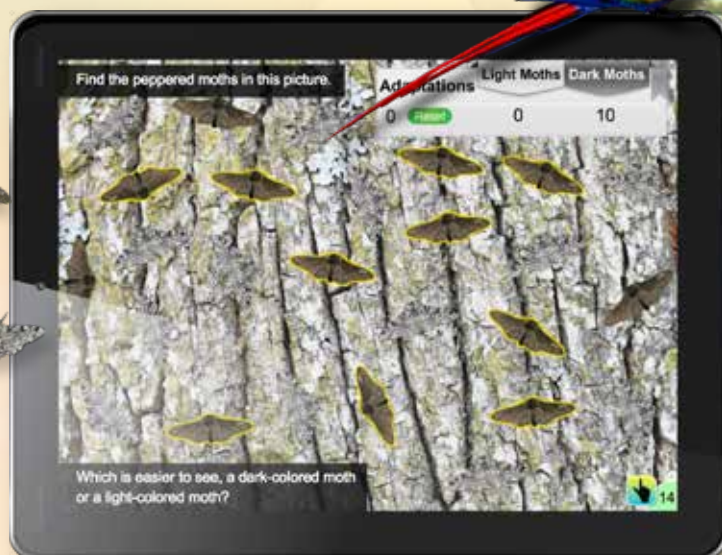 Find the peppered moths in this picture.
Adaptations Light Moths Dark Moths
0 Reset 0 10
Which is easier to see, a dark-colored moth
or a light-colored moth?
14